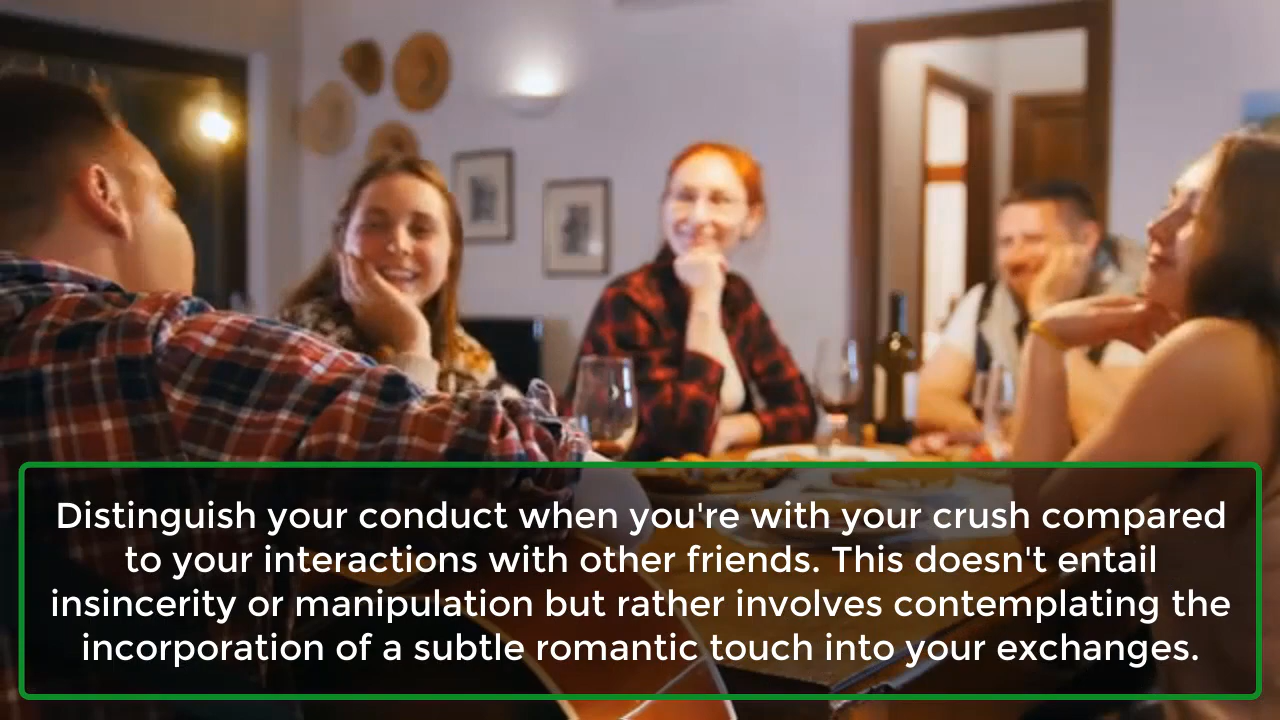 Distinguish your conduct when you're with your crush compared
to your interactions with other friends. This doesn't entail
insincerity or manipulation but rather involves contemplating the
incorporation of a subtle romantic touch into your exchanges.